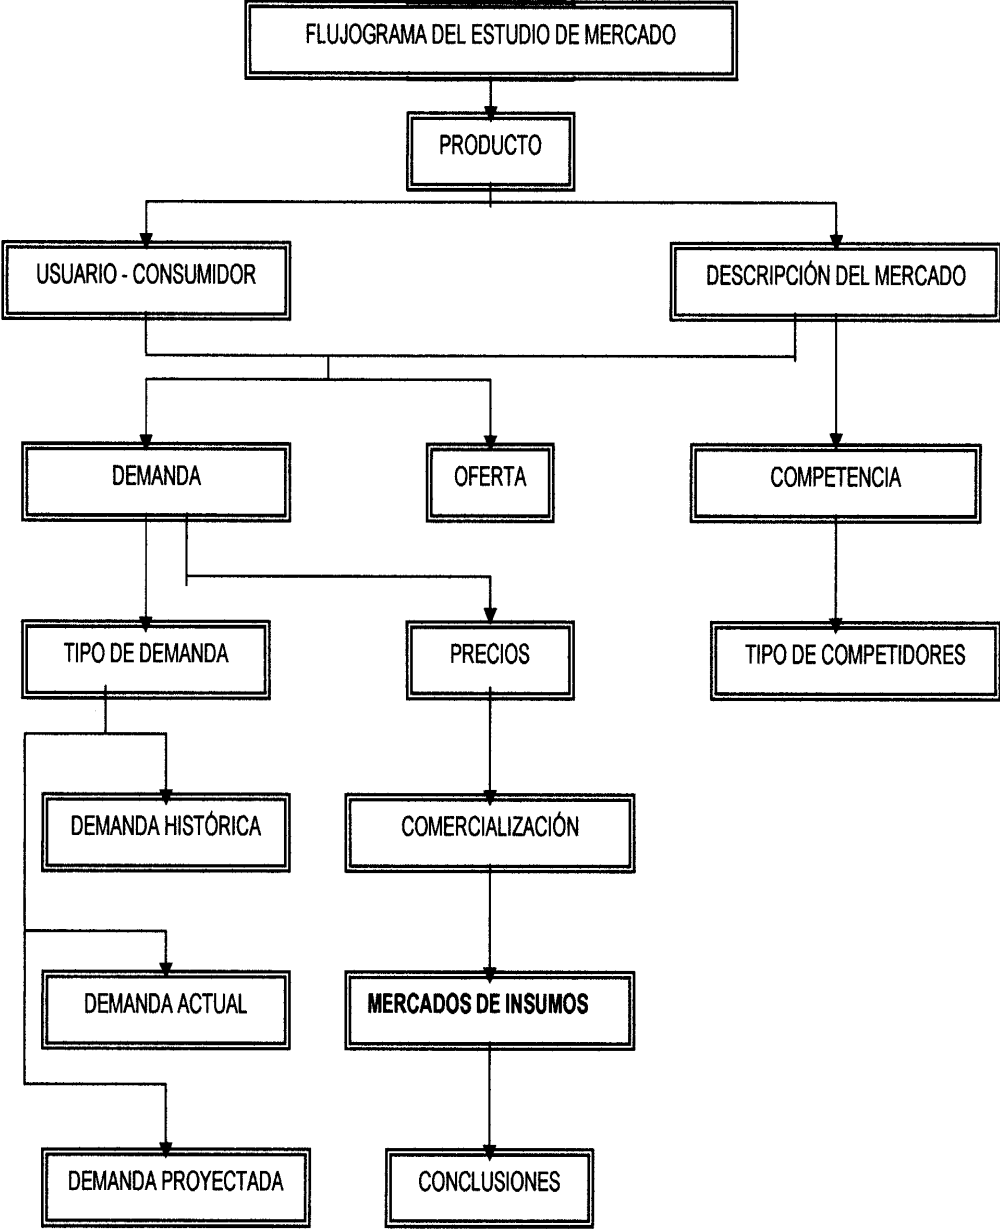 FLUJOGRAMA DEL ESTUDIO DE MERCADO
PRODUCTO
USUARIO - CONSUMIDOR
DESCRIPCIÓN DEL MERCADO
DEMANDA
OFERTA
COMPETENCIA
TIPO DE DEMANDA
PRECIOS
TIPO DE COMPETIDORES
DEMANDA HISTÓRICA
COMERCIALIZACIÓN
DEMANDA ACTUAL
MERCADOS DE INSUMOS
DEMANDA PROYECTADA
CONCLUSIONES